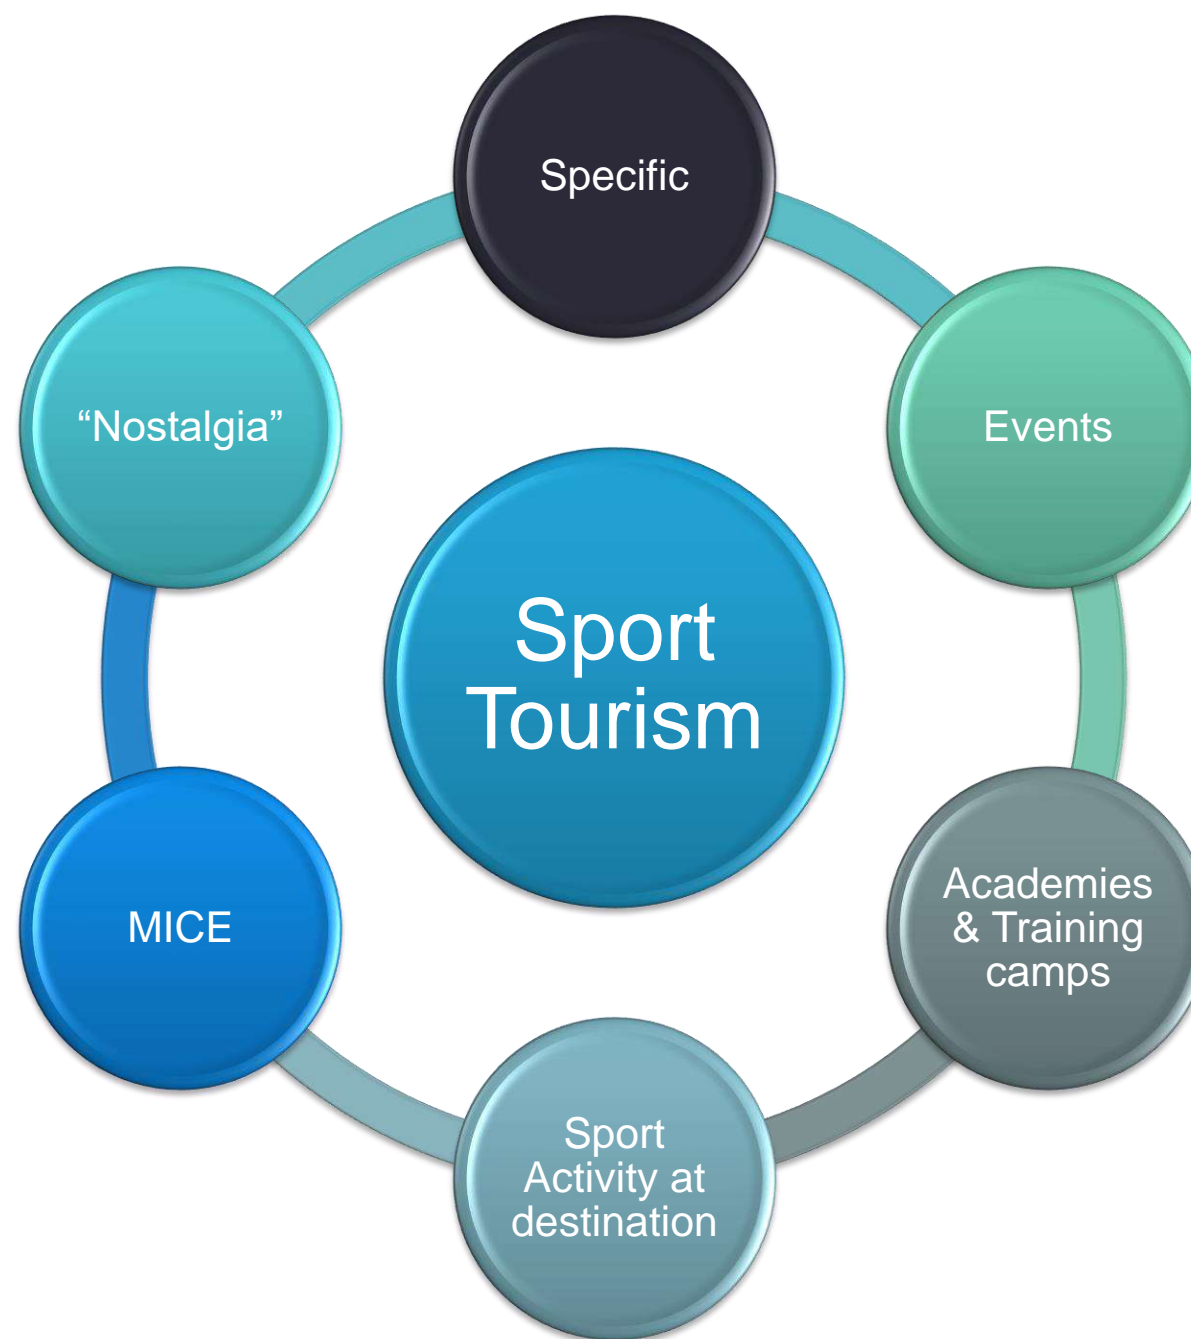 Specific
“Nostalgia”
Events
Sport
Tourism
Academies
& Training
camps
MICE
Sport
Activity at
destination